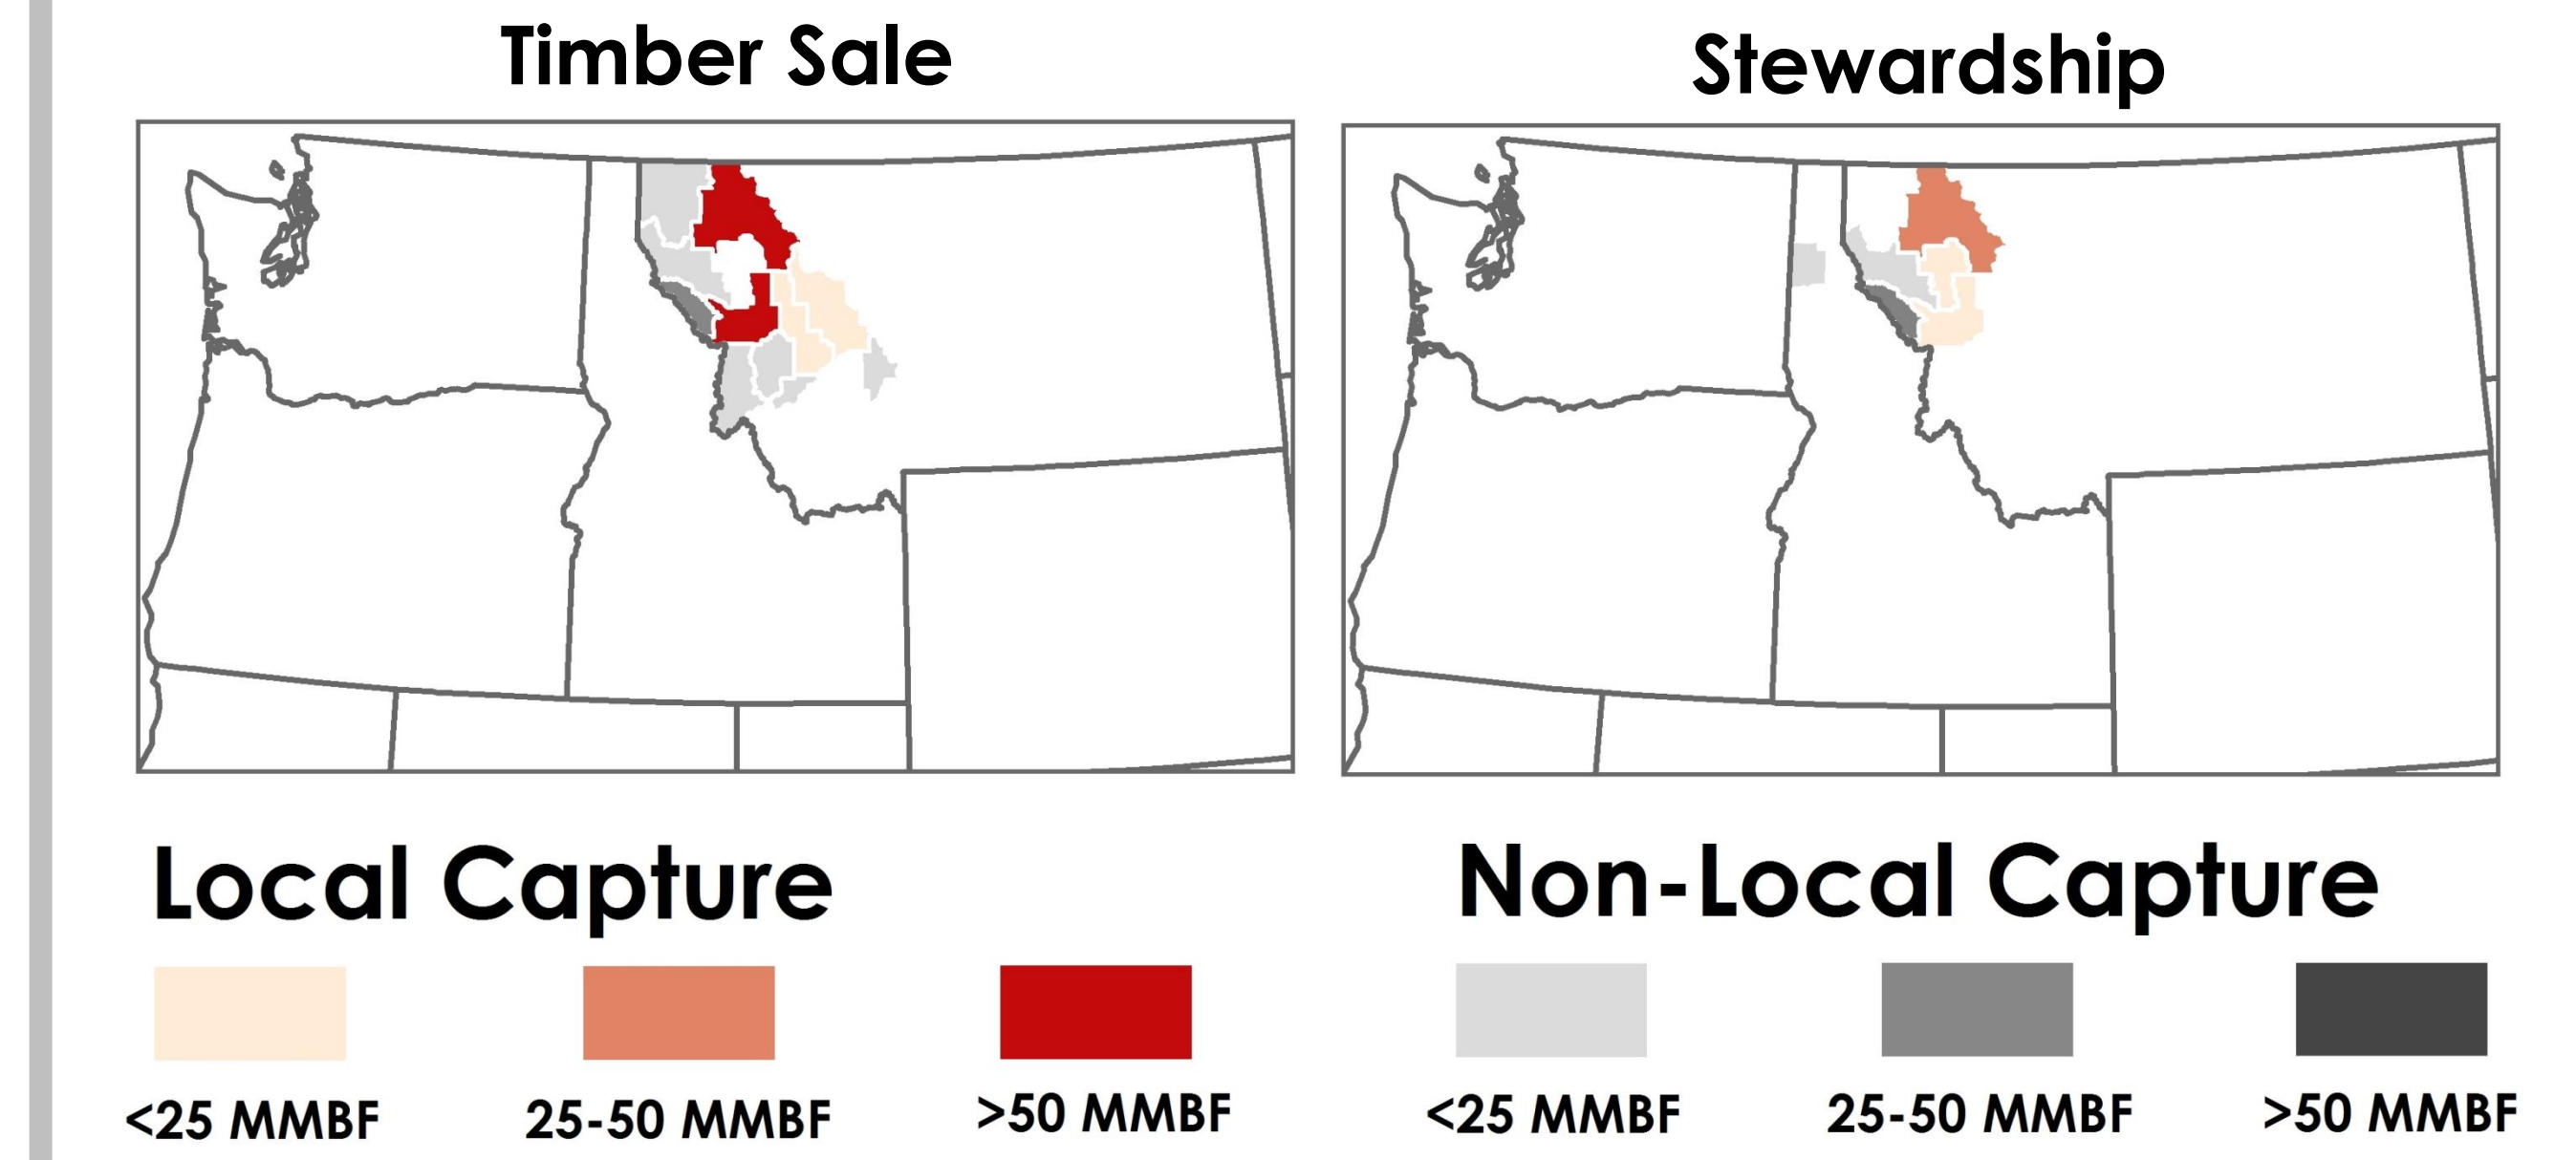 Timber Sale
Stewardship
Local Capture
<25 MMBF
25-50 MMBF
>50 MMBF
Non-Local Capture
<25 MMBF
25-50 MMBF
>50 MMBF